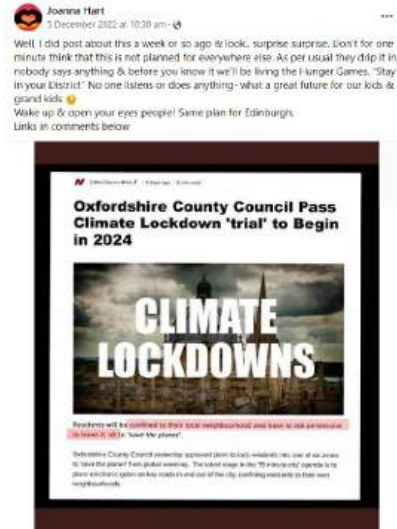 Joanna Hart
5 December 2022 at 10:20 am
Well, I did post about this a week or so ago & look.. surprise surprise. Don't for one
minute think that this is not planned for everywhere else. As per usual they drip it in,
nobody says anything & before you know it we'll be living the Hunger Games. "Stay
in your District" No one listens or does anything- what a great future for our kids &
grand kids
Wake up & open your eyes people! Same plan for Edinburgh.
Links in comments below
Oxfordshire County Council Pass
Climate Lockdown 'trial' to Begin
in 2024
CLIMATE
LOCKDOWNS
Residents will be confined to their local neighbourhood and have to ask permission
to leave it all to 'save the planet'.
Oxfordshire County Council yesterday approved plans to lock residents into one of six zones
to 'save the planet' from global warming. The latest stage in the '15 minute city' agenda is to
place electronic gates on key roads in and out of the city, confining residents to their own
neighbourhoods.